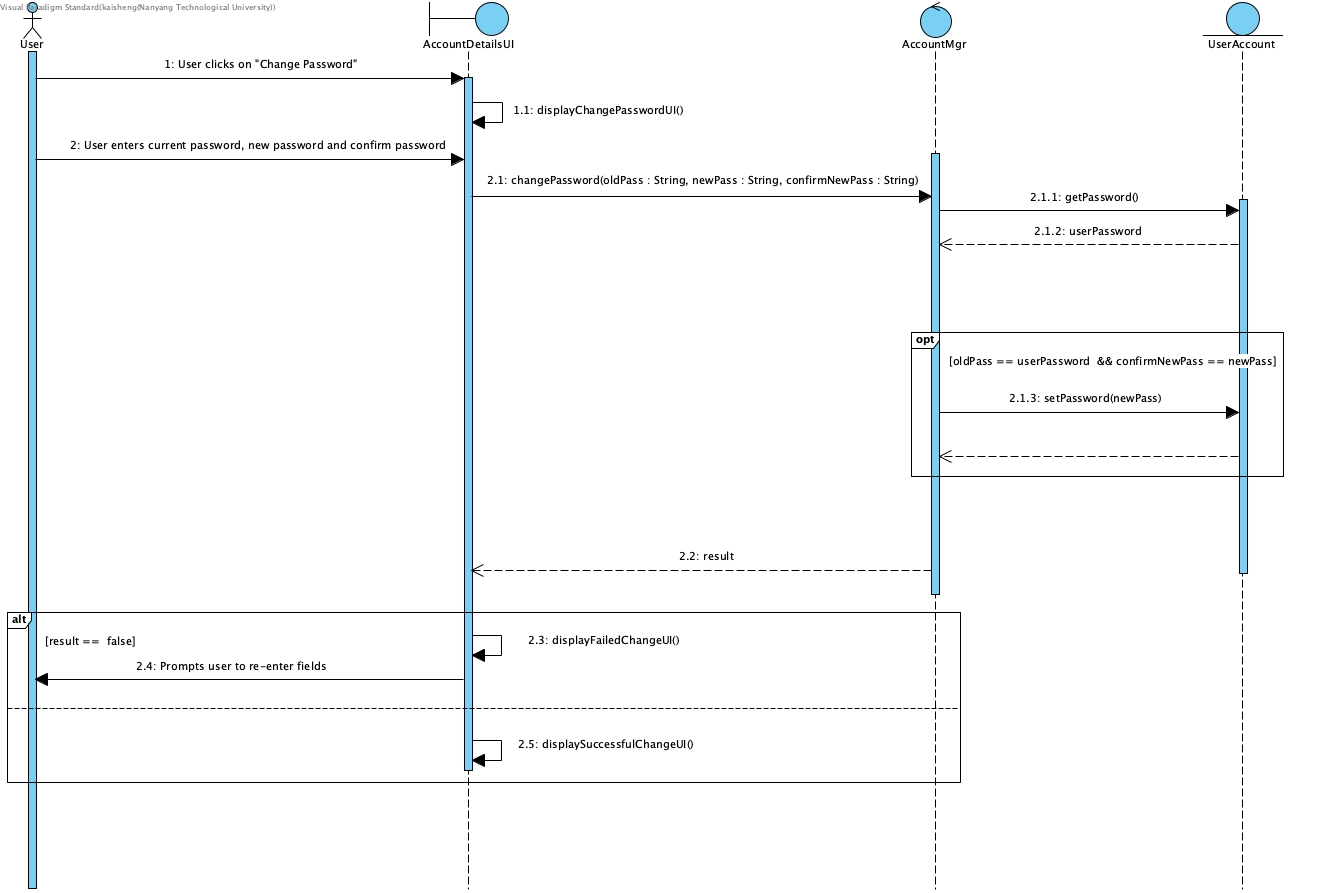 Visual Paradigm Standard(kaisheng(Nanyang Technological University))
User
AccountDetailsUI
AccountMgr
UserAccount
1: User clicks on "Change Password"
1.1: displayChangePasswordUI()
2: User enters current password, new password and confirm password
2.1: changePassword(oldPass : String, newPass : String, confirmNewPass : String)
2.1.1: getPassword()
2.1.2: userPassword
opt
[oldPass == userPassword  && confirmNewPass == newPass]
2.1.3: setPassword(newPass)
2.2: result
alt
[result ==  false]
2.3: displayFailedChangeUI()
2.4: Prompts user to re-enter fields
2.5: displaySuccessfulChangeUI()